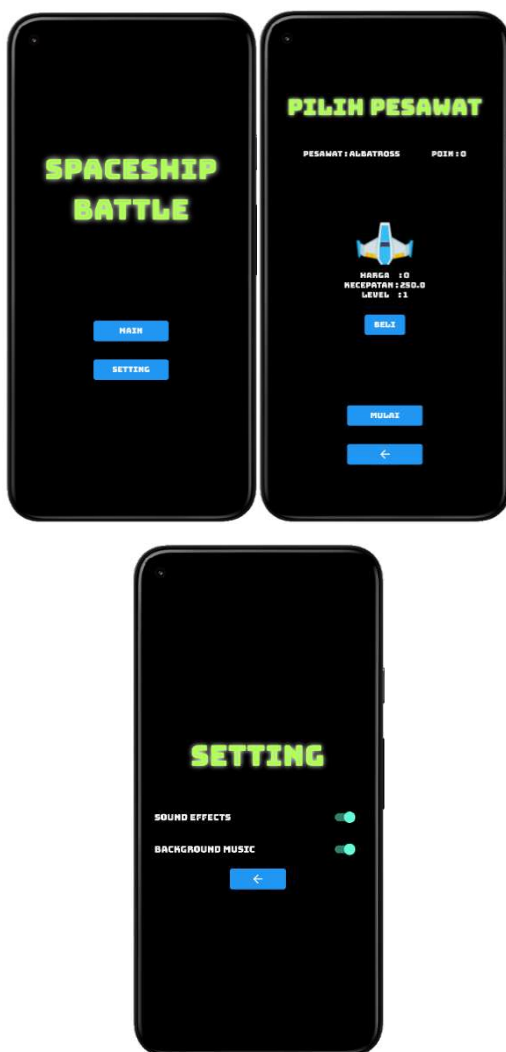 SPACESHIP
BATTLE
MAIN
SETTING
PILIH PESAWAT
PESAWAT : ALBATROSS POIN : 0
HARGA : 0
KECEPATAN : 250.0
LEVEL : 1
BELI
MULAI
SETTING
SOUND EFFECTS
BACKGROUND MUSIC